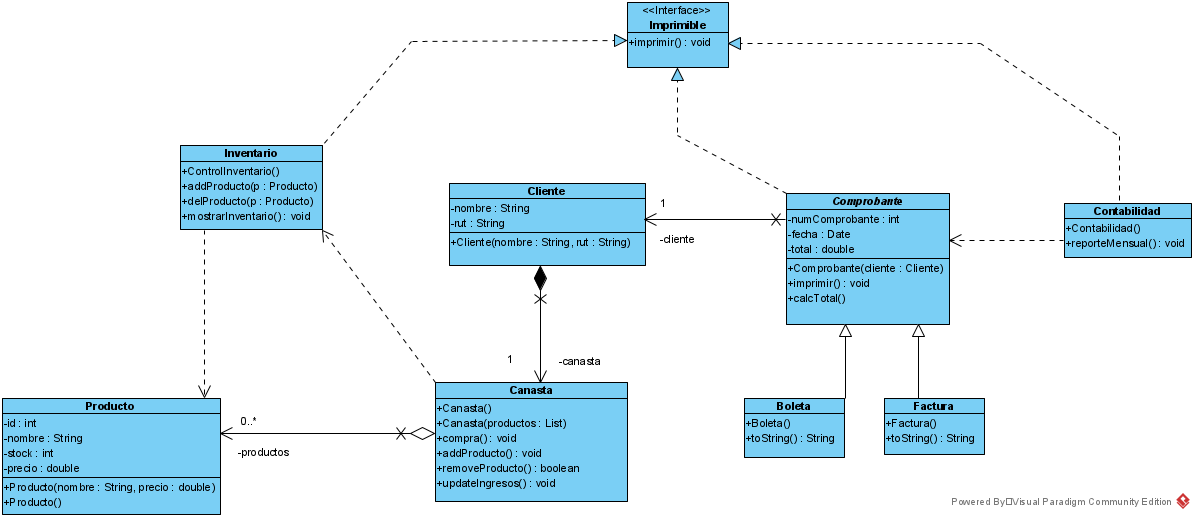 <<Interface>>
Imprimible
+imprimir() : void
Inventario
+ControlInventario()
+addProducto(p : Producto)
+delProducto(p : Producto)
+mostrarInventario() : void
Cliente
-nombre : String
-rut : String
+Cliente(nombre : String, rut : String)
1
-cliente
Comprobante
-numComprobante : int
-fecha : Date
-total : double
+Comprobante(cliente : Cliente)
+imprimir() : void
+calcTotal()
Contabilidad
+Contabilidad()
+reporteMensual() : void
1
-canasta
Producto
-id : int
-nombre : String
-stock : int
-precio : double
+Producto(nombre : String, precio : double)
+Producto()
0..*
-productos
Canasta
+Canasta()
+Canasta(productos : List)
+compra() : void
+addProducto() : void
+removeProducto() : boolean
+updateIngresos() : void
Boleta
+Boleta()
+toString() : String
Factura
+Factura()
+toString() : String
Powered By Visual Paradigm Community Edition